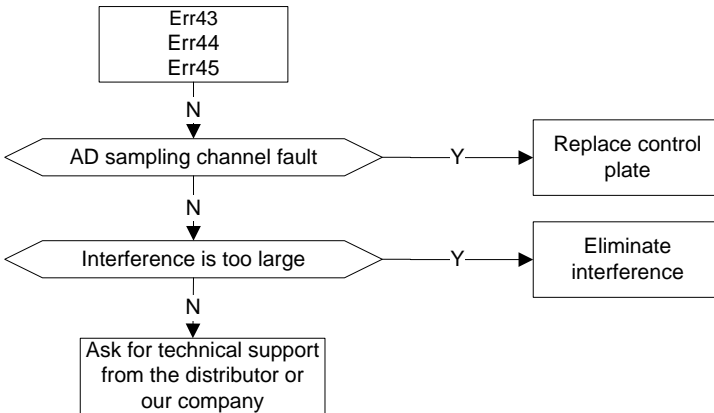 Err43
Err44
Err45
N
AD sampling channel fault
Y
Replace control
plate
N
Interference is too large
Y
Eliminate
interference
N
Ask for technical support
from the distributor or
our company